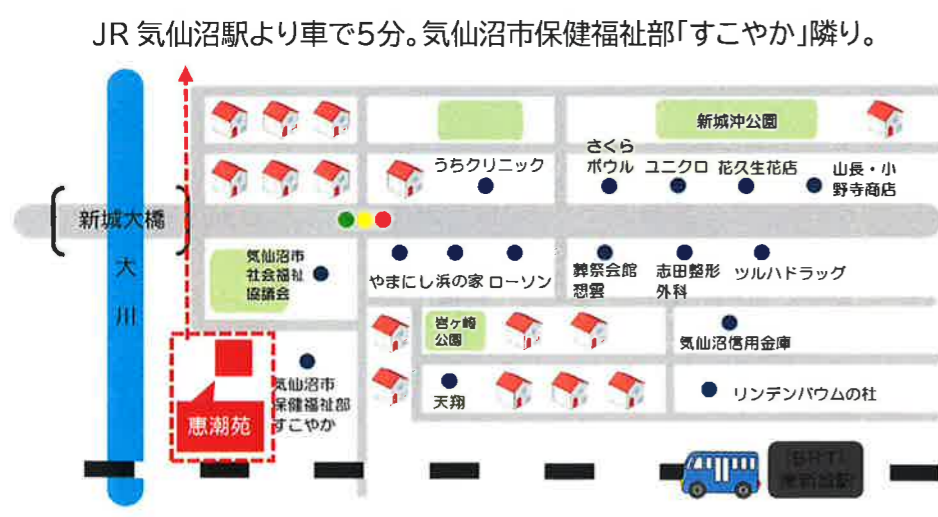 JR 気仙沼駅より車で5分。気仙沼市保健福祉部「すこやか」隣り。
新城沖公園
さくら
ボウル
ユニクロ
花久生花店
山長・小
野寺商店
うちクリニック
新城大橋
大
川
気仙沼市
社会福祉
協議会
やまにし
浜の家
ローソン
葬祭会館
想雲
志田整形
外科
ツルハドラッグ
岩ヶ崎
公園
気仙沼信用金庫
恵潮苑
気仙沼市
保健福祉部
すこやか
天翔
リンデンバウムの杜